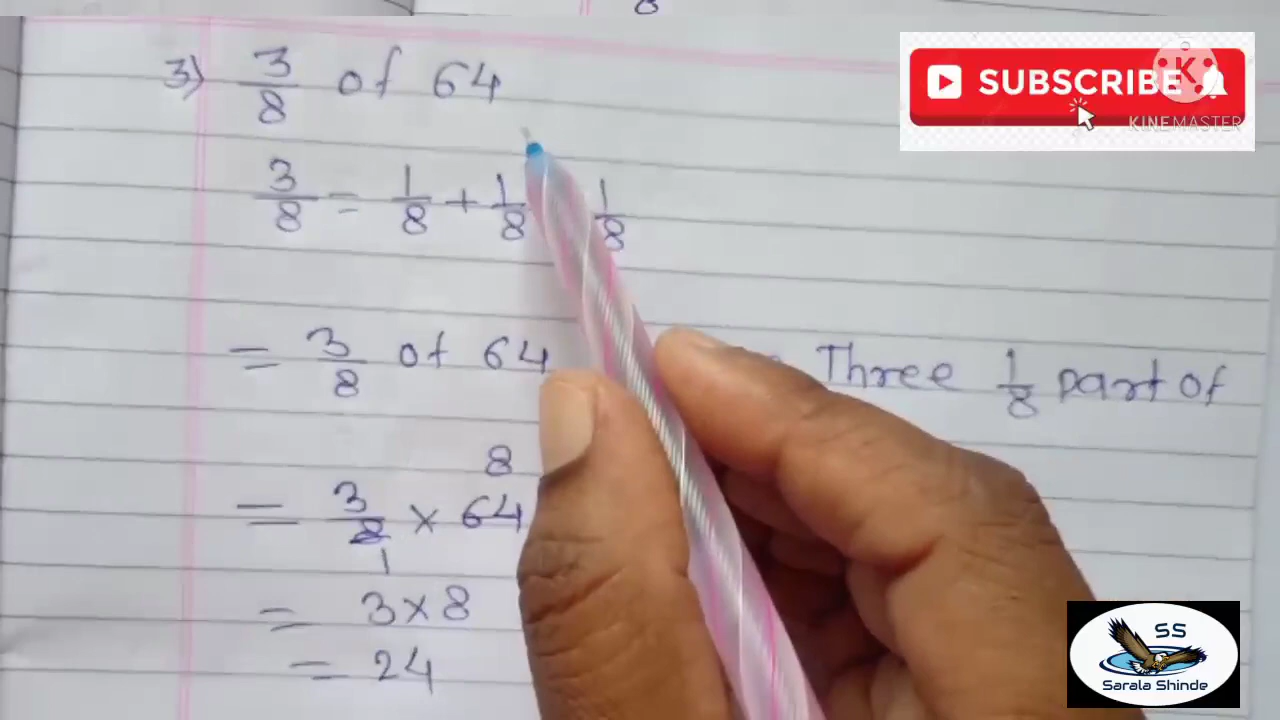 8
3) 3/8 of 64
SUBSCRIBE
KINEMASTER
3/8 = 1/8 + 1/8 1/8
= 3/8 of 64 Three 1/8 part of
8
= 3/8 × 64
1
= 3×8
= 24
SS
Sarala Shinde